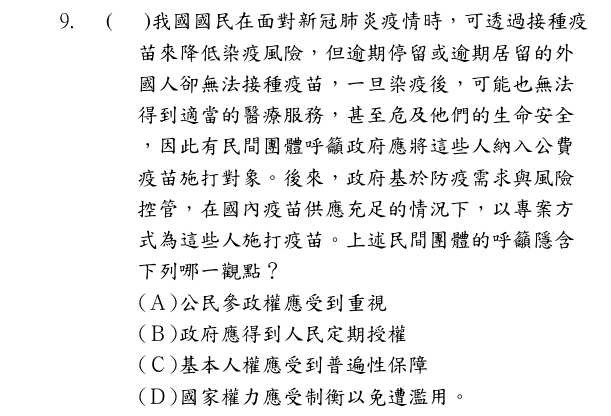 9. (　)我國國民在面對新冠肺炎疫情時，可透過接種疫
苗來降低染疫風險，但逾期停留或逾期居留的外
國人卻無法接種疫苗，一旦染疫後，可能也無法
得到適當的醫療服務，甚至危及他們的生命安全
，因此有民間團體呼籲政府應將這些人納入公費
疫苗施打對象。後來，政府基於防疫需求與風險
控管，在國內疫苗供應充足的情況下，以專案方
式為這些人施打疫苗。上述民間團體的呼籲隱含
下列哪一觀點？
(A)公民參政權應受到重視
(B)政府應得到人民定期授權
(C)基本人權應受到普遍性保障
(D)國家權力應受制衡以免遭濫用。